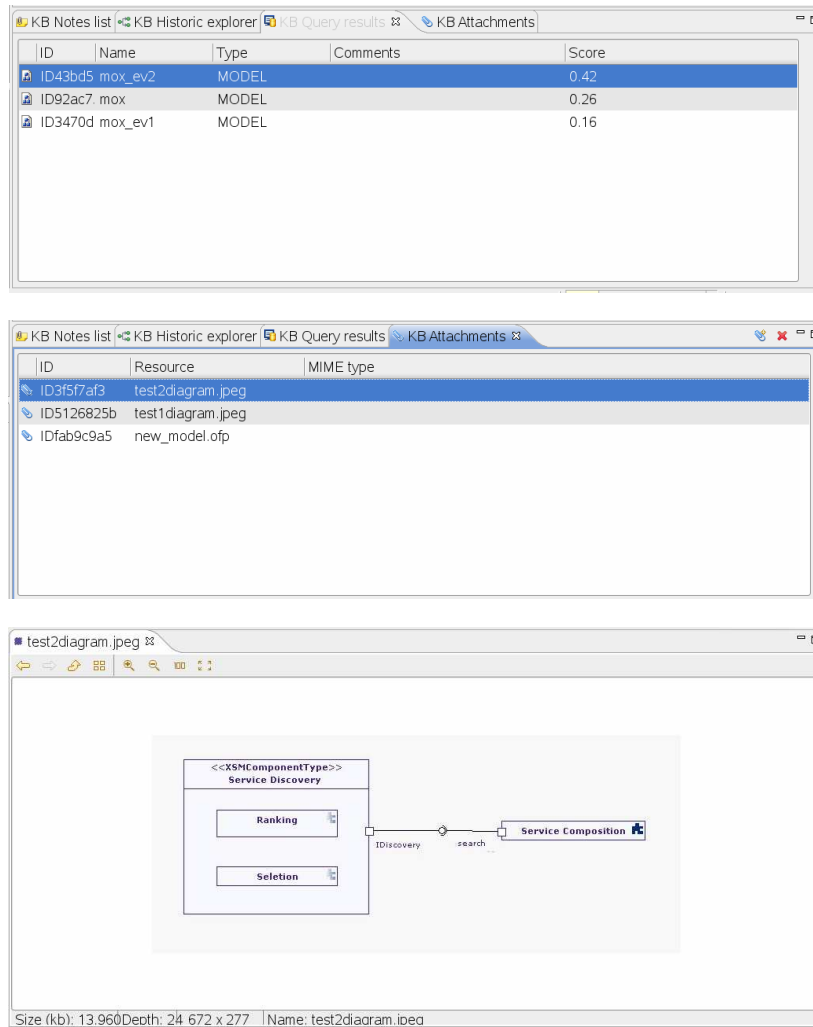 KB Notes list KB Historic explorer KB Query results KB Attachments
ID Name Type Comments Score
ID43bd5 mox_ev2 MODEL 0.42
ID92ac7. mox MODEL 0.26
ID3470d mox_ev1 MODEL 0.16
KB Notes list KB Historic explorer KB Query results KB Attachments
ID Resource MIME type
ID3f5f7af3 test2diagram.jpeg
ID5126825b test1diagram.jpeg
IDfab9c9a5 new_model.ofp
test2diagram.jpeg
100
<<XSMComponentType>>
Service Discovery
Ranking
Service Composition
IDiscovery search
Seletion
Size (kb): 13.960 Depth: 24 672 x 277 Name: test2diagram.jpeg